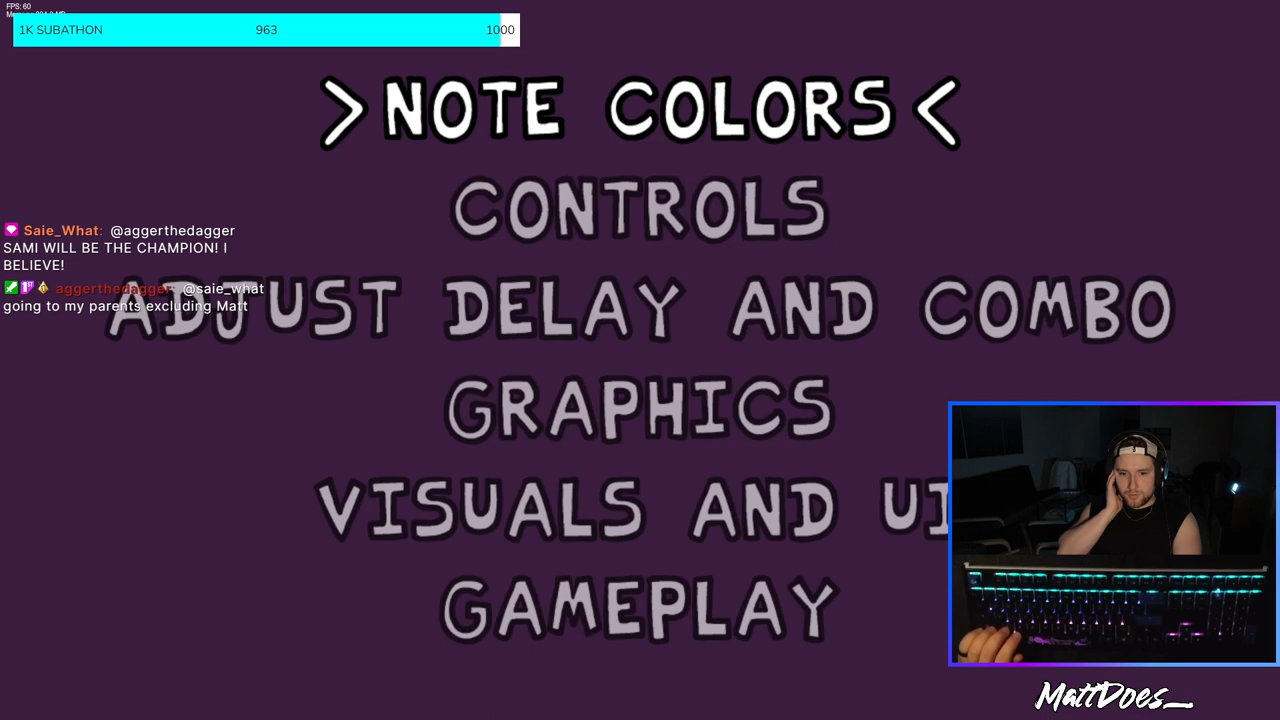 FPS: 60
1K SUBATHON 963 1000
>NOTE COLORS<
CONTROLS
Saie_What: @aggerthedagger
SAMI WILL BE THE CHAMPION! I
BELIEVE!
aggerthedagger: @saie_what
going to my parents excluding Matt
ADJUST DELAY AND COMBO
GRAPHICS
VISUALS AND UI
GAMEPLAY
MattDoes_